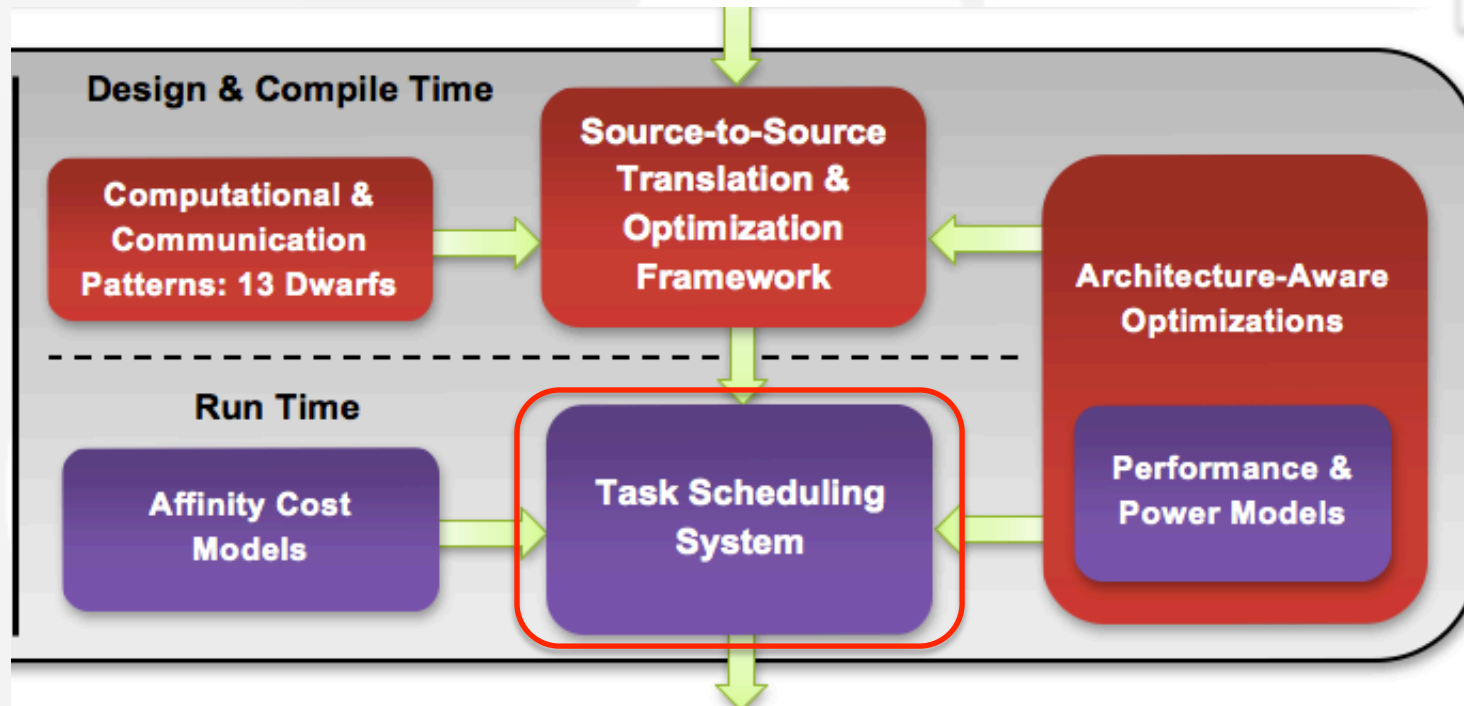 Design & Compile Time
Source-to-Source
Translation &
Optimization
Framework
Computational &
Communication
Patterns: 13 Dwarfs
Architecture-Aware
Optimizations
Run Time
Affinity Cost
Models
Task Scheduling
System
Performance &
Power Models